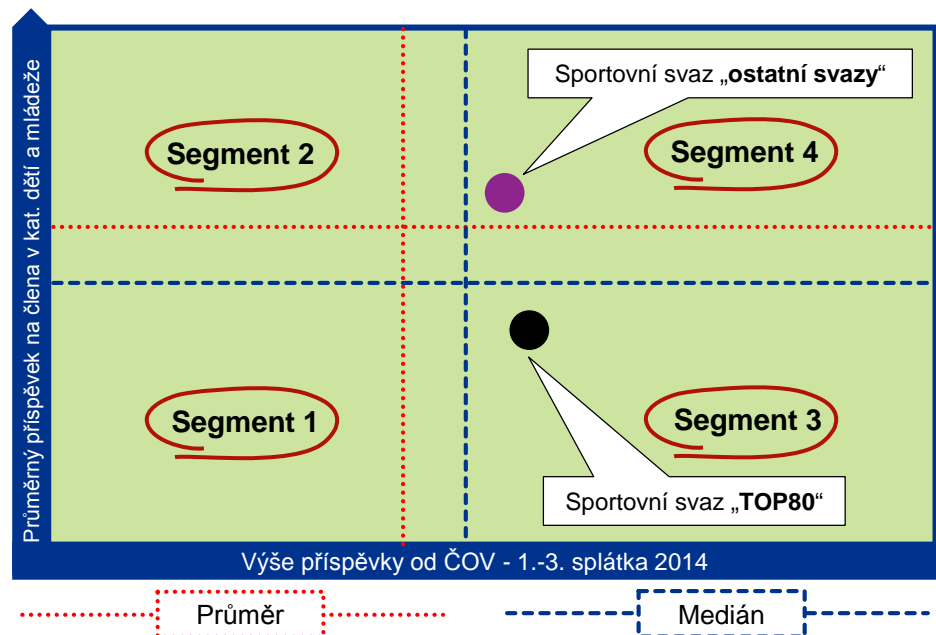 Průměrný příspěvek na člena v kat. dětí a mládeže
Sportovní svaz „ostatní svazy“
Segment 2
Segment 4
Segment 1
Segment 3
Sportovní svaz „TOP80“
Výše příspěvky od ČOV - 1.-3. splátka 2014
Průměr
Medián